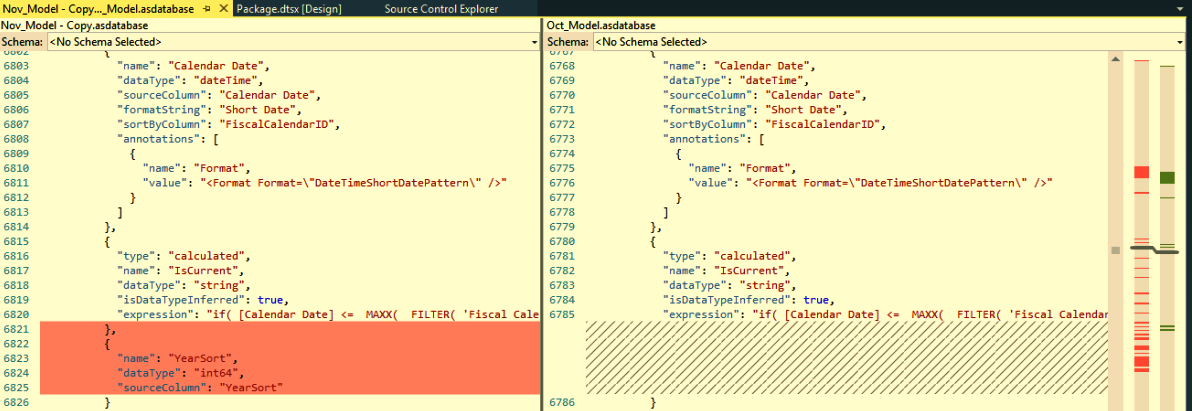 Nov_Model - Copy..._Model.asdatabase
Package.dtsx [Design]
Source Control Explorer
Nov_Model - Copy.asdatabase
Schema: <No Schema Selected>
6802 {
6803 "name": "Calendar Date",
6804 "dataType": "dateTime",
6805 "sourceColumn": "Calendar Date",
6806 "formatString": "Short Date",
6807 "sortByColumn": "FiscalCalendarID",
6808 "annotations": [
6809 {
6810 "name": "Format",
6811 "value": "<Format Format=\"DateTimeShortDatePattern\" />"
6812 }
6813 ]
6814 },
6815 {
6816 "type": "calculated",
6817 "name": "IsCurrent",
6818 "dataType": "string",
6819 "isDataTypeInferred": true,
6820 "expression": "if( [Calendar Date] <=  MAXX(  FILTER( 'Fiscal Cale
6821 },
6822 {
6823 "name": "YearSort",
6824 "dataType": "int64",
6825 "sourceColumn": "YearSort"
6826 }
Oct_Model.asdatabase
Schema: <No Schema Selected>
6767 {
6768 "name": "Calendar Date",
6769 "dataType": "dateTime",
6770 "sourceColumn": "Calendar Date",
6771 "formatString": "Short Date",
6772 "sortByColumn": "FiscalCalendarID",
6773 "annotations": [
6774 {
6775 "name": "Format",
6776 "value": "<Format Format=\"DateTimeShortDatePattern\" />"
6777 }
6778 ]
6779 },
6780 {
6781 "type": "calculated",
6782 "name": "IsCurrent",
6783 "dataType": "string",
6784 "isDataTypeInferred": true,
6785 "expression": "if( [Calendar Date] <=  MAXX(  FILTER( 'Fiscal Calendar
6786 }